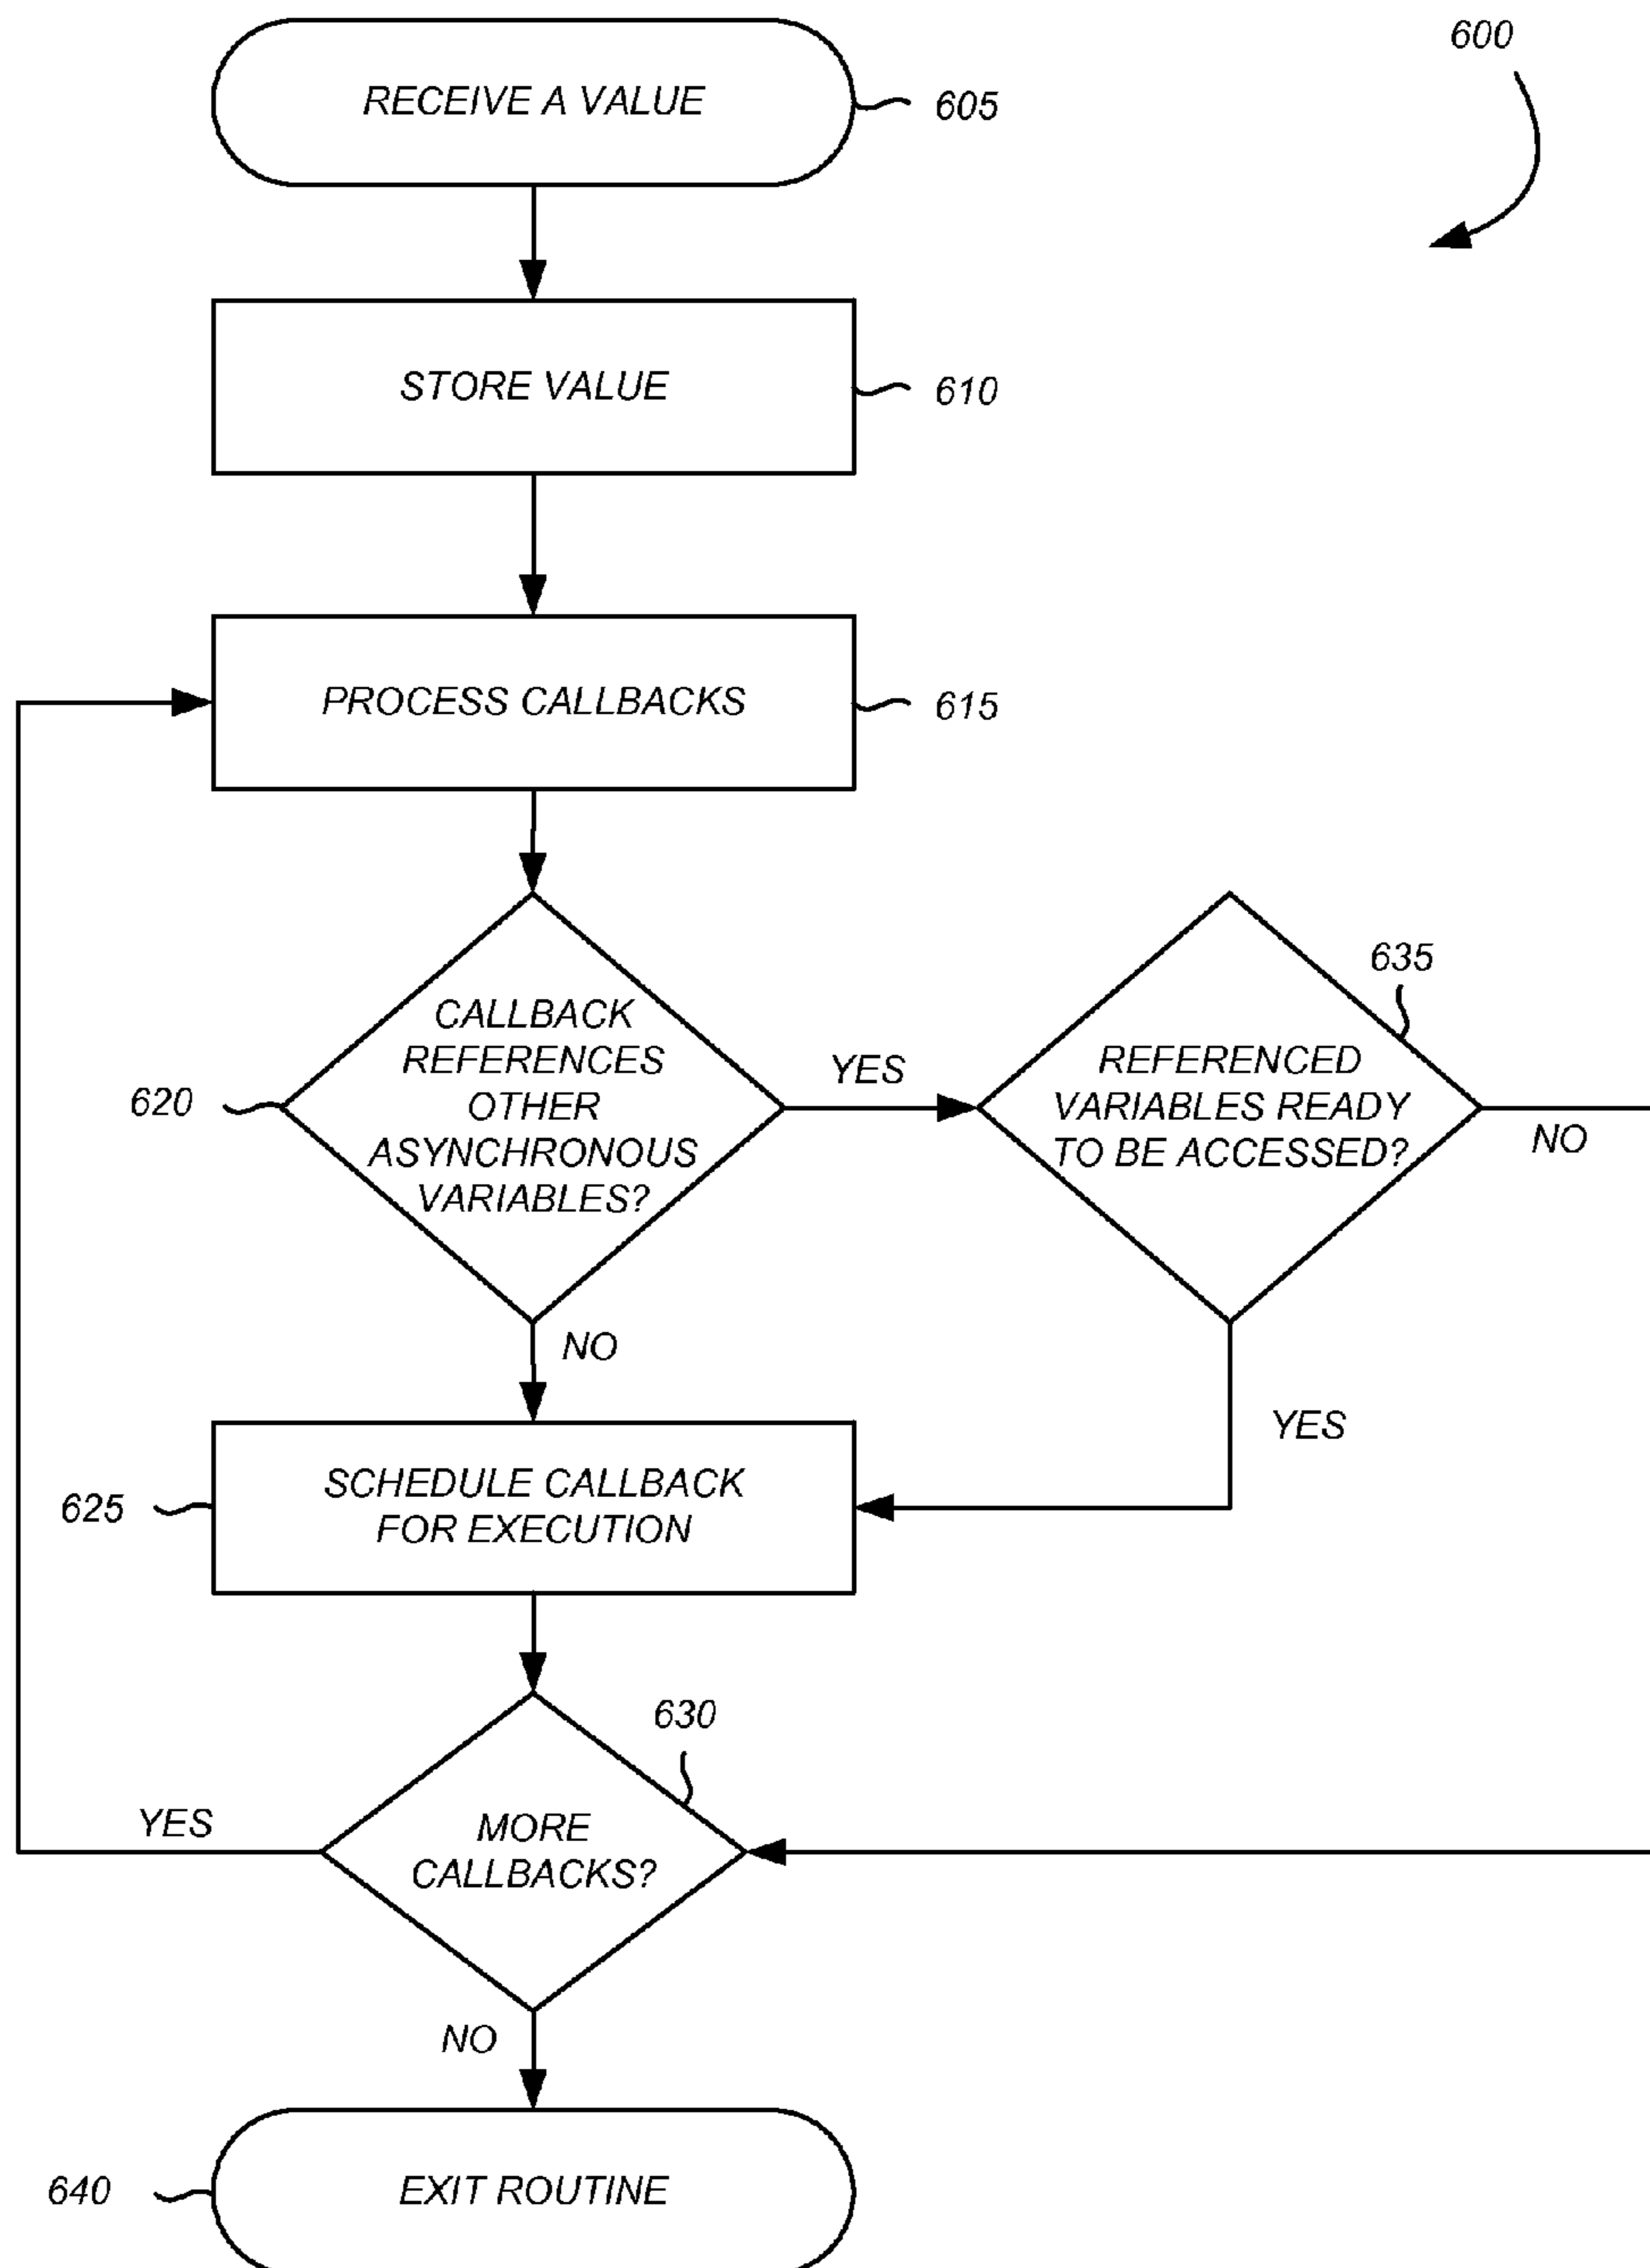 600
RECEIVE A VALUE
605
STORE VALUE
610
PROCESS CALLBACKS
615
CALLBACK
REFERENCES
OTHER
ASYNCHRONOUS
VARIABLES?
620
YES
635
REFERENCED
VARIABLES READY
TO BE ACCESSED?
NO
NO
YES
SCHEDULE CALLBACK
FOR EXECUTION
625
630
MORE
CALLBACKS?
YES
NO
EXIT ROUTINE
640